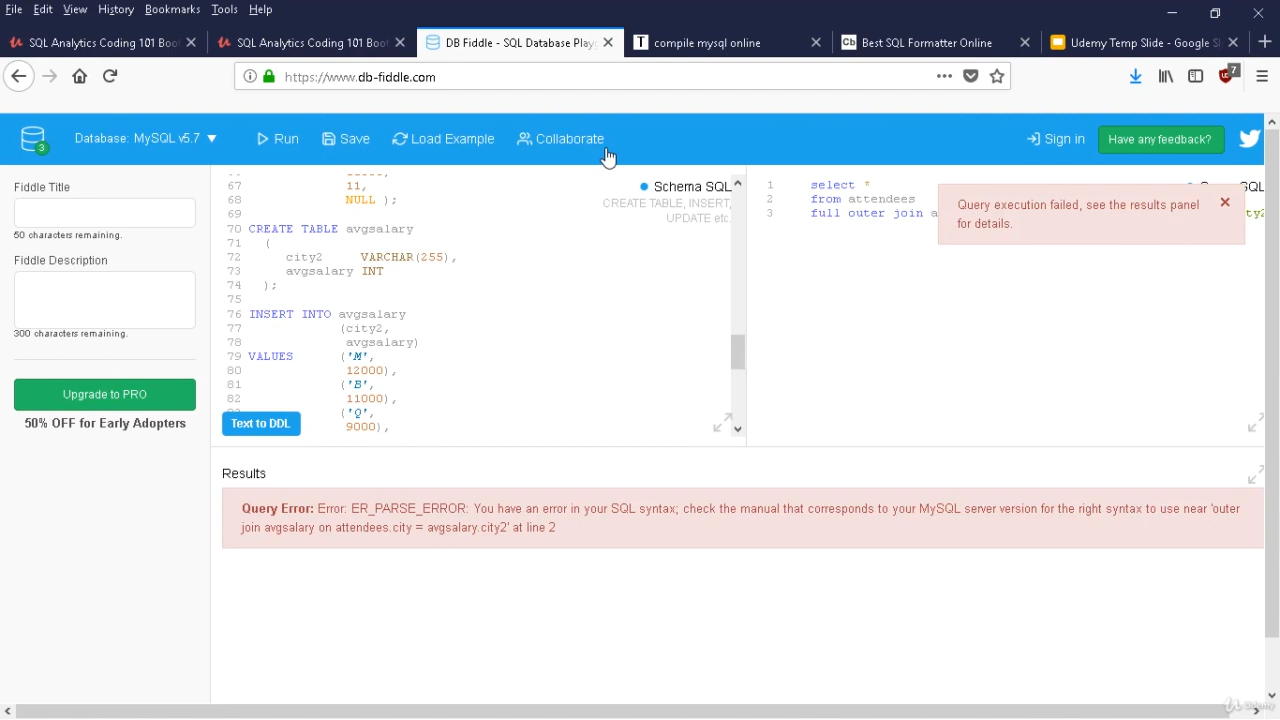 File Edit View History Bookmarks Tools Help
SQL Analytics Coding 101 Boo
SQL Analytics Coding 101 Boo
DB Fiddle - SQL Database Play
compile mysql online
Best SQL Formatter Online
Udemy Temp Slide - Google S
https://www.db-fiddle.com
7
3
Database: MySQL v5.7
Run
Save
Load Example
Collaborate
Sign in
Have any feedback?
Fiddle Title
50 characters remaining.
Fiddle Description
300 characters remaining.
Upgrade to PRO
50% OFF for Early Adopters
Schema SQL
CREATE TABLE, INSERT,
UPDATE etc.
67 11,
68 NULL );
69
70 CREATE TABLE avgsalary
71 (
72 city2 VARCHAR(255),
73 avgsalary INT
74 );
75
76 INSERT INTO avgsalary
77 (city2,
78 avgsalary)
79 VALUES ('M',
80 12000),
81 ('B',
82 11000),
('Q',
9000),
Text to DDL
1 select *
2 from attendees
3 full outer join a
Query execution failed, see the results panel
for details.
Results
Query Error: Error: ER_PARSE_ERROR: You have an error in your SQL syntax; check the manual that corresponds to your MySQL server version for the right syntax to use near 'outer
join avgsalary on attendees.city = avgsalary.city2' at line 2
Udemy